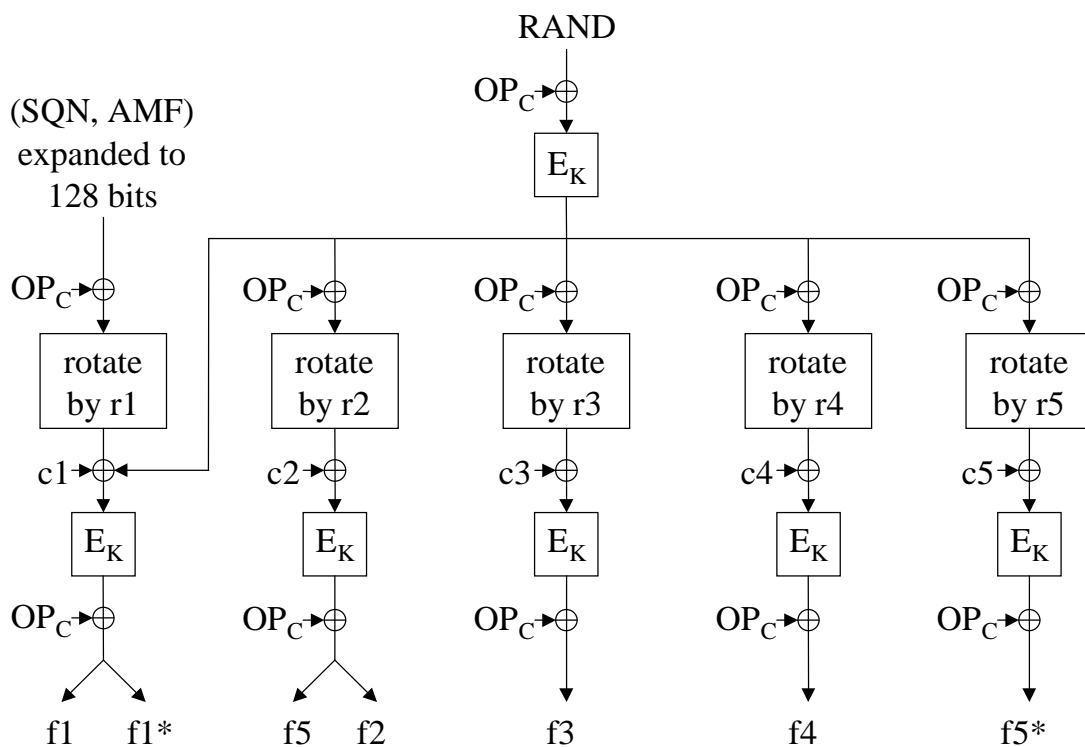 RAND
OP_C
(SQN, AMF)
expanded to
128 bits
E_K
OP_C OP_C OP_C OP_C OP_C
rotate by r1
rotate by r2
rotate by r3
rotate by r4
rotate by r5
c1 c2 c3 c4 c5
E_K E_K E_K E_K E_K
OP_C OP_C OP_C OP_C OP_C
f1 f1* f5 f2 f3 f4 f5*